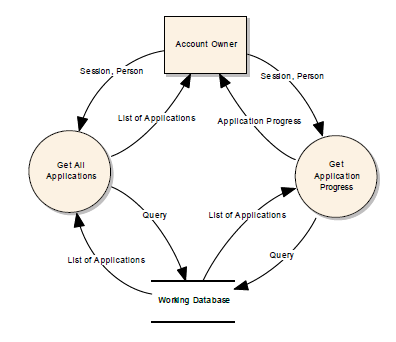 Account Owner
Session, Person
Session, Person
List of Applications
Application Progress
Get All
Applications
Get
Application
Progress
Query
List of Applications
List of Applications
Query
Working Database